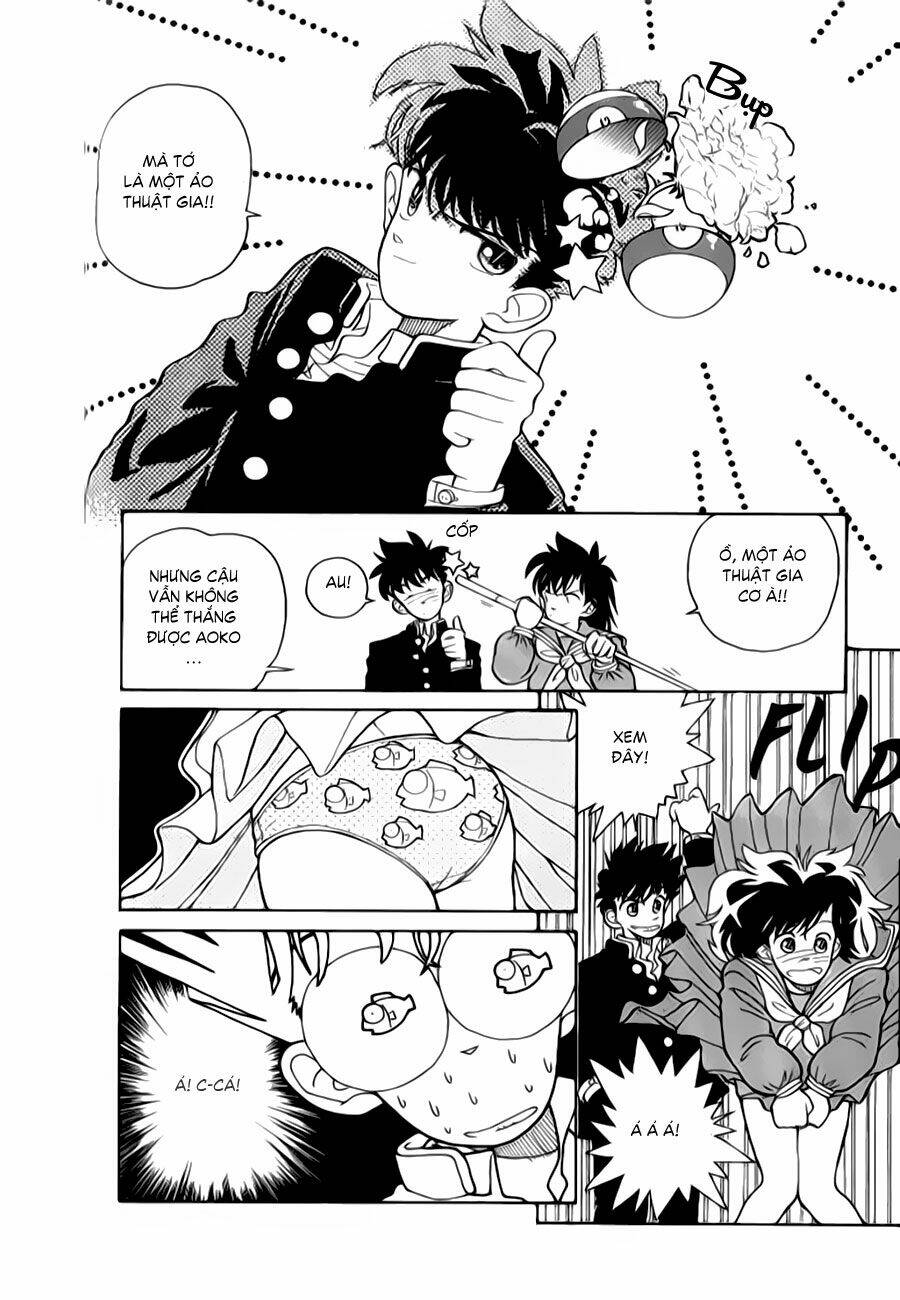 Bụp
MÀ TỚ
LÀ MỘT ẢO
THUẬT GIA!!
CỐP
Ồ, MỘT ẢO
THUẬT GIA
CƠ À!!
AU!
NHƯNG CẬU
VẪN KHÔNG
THỂ THẮNG
ĐƯỢC AOKO
...
XEM
ĐÂY!
FLIP
Á Á Á!
Á! C-CÁ!